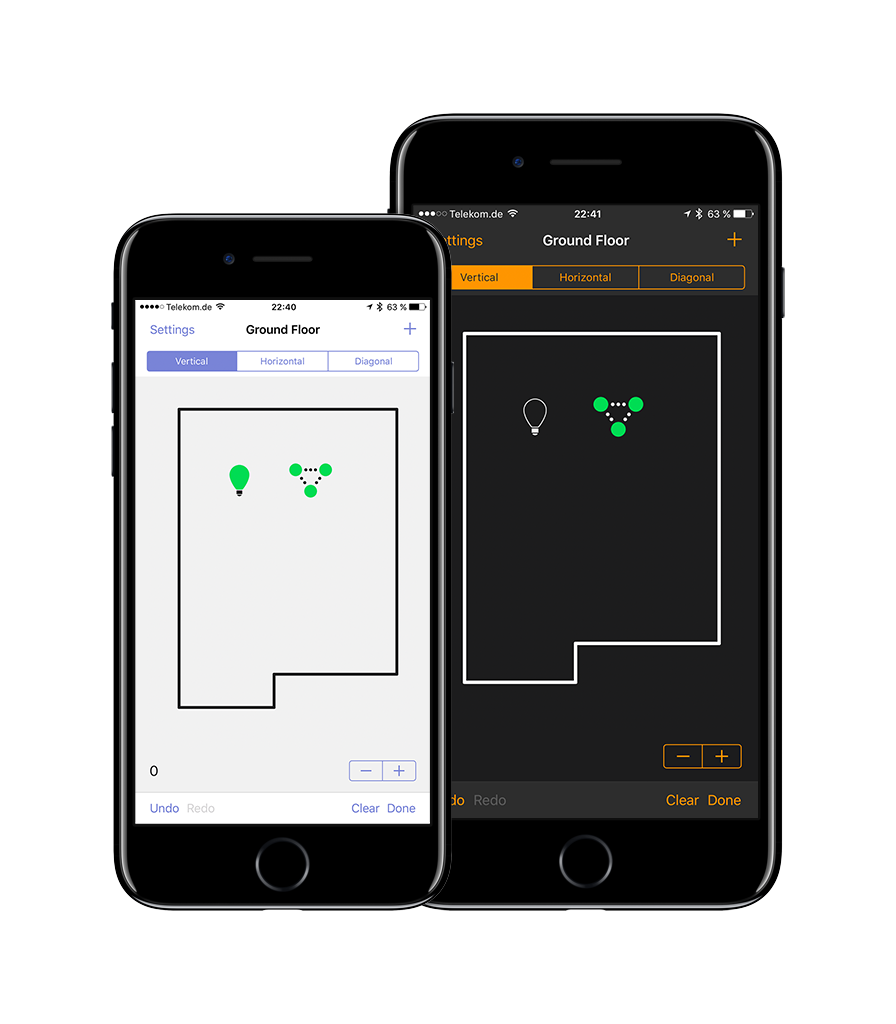 Telekom.de 22:40 63 %
Settings Ground Floor +
Vertical Horizontal Diagonal
0 − +
Undo Redo Clear Done
Telekom.de 22:41 63 %
ttings Ground Floor +
Vertical Horizontal Diagonal
− +
do Redo Clear Done